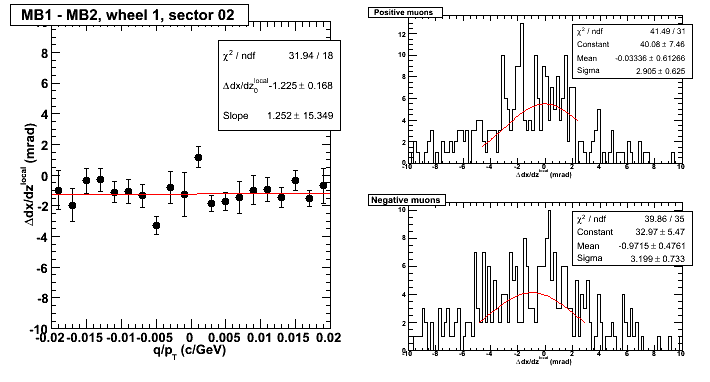 MB1 - MB2, wheel 1, sector 02
χ² / ndf 31.94 / 18
Δdx/dz₀^local -1.225 ± 0.168
Slope 1.252 ± 15.349
Δdx/dz^local (mrad)
8
6
4
2
0
-2
-4
-6
-8
-10
-0.02 -0.015 -0.01 -0.005 0 0.005 0.01 0.015 0.02
q/p_T (c/GeV)
Positive muons
χ² / ndf 41.49 / 31
Constant 40.08 ± 7.46
Mean -0.03336 ± 0.61266
Sigma 2.905 ± 0.625
12
10
8
6
4
2
0
-10 -8 -6 -4 -2 0 2 4 6 8 10
Δdx/dz^local (mrad)
Negative muons
χ² / ndf 39.86 / 35
Constant 32.97 ± 5.47
Mean -0.9715 ± 0.4761
Sigma 3.199 ± 0.733
10
8
6
4
2
0
-10 -8 -6 -4 -2 0 2 4 6 8 10
Δdx/dz^local (mrad)